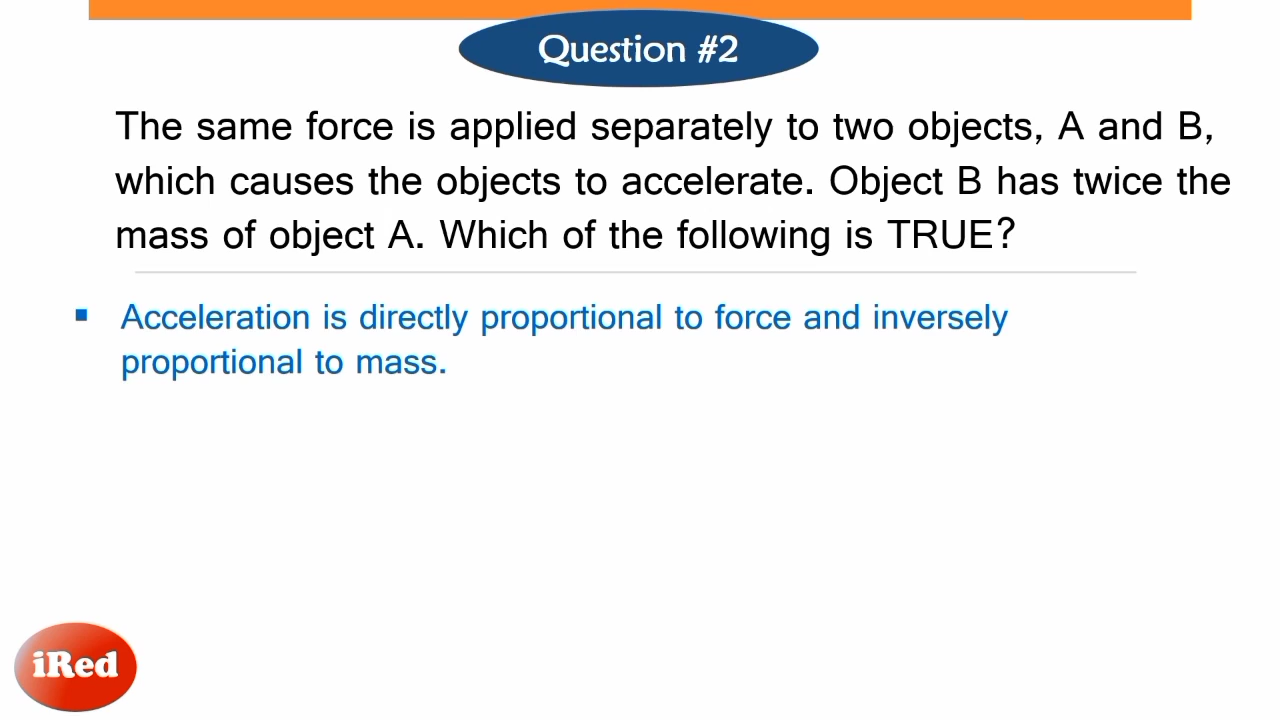 Question #2
The same force is applied separately to two objects, A and B,
which causes the objects to accelerate. Object B has twice the
mass of object A. Which of the following is TRUE?
▪ Acceleration is directly proportional to force and inversely
proportional to mass.
iRed